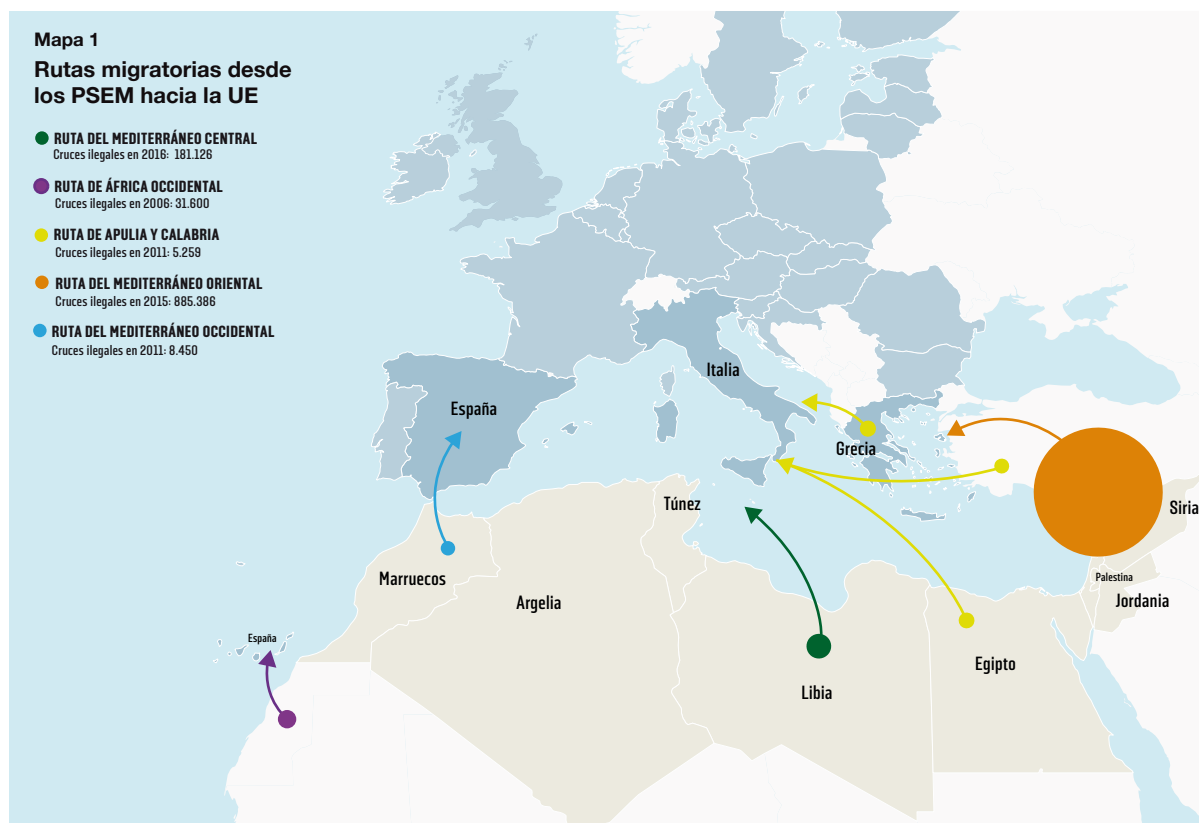 Mapa 1
Rutas migratorias desde
los PSEM hacia la UE
RUTA DEL MEDITERRÁNEO CENTRAL
Cruces ilegales en 2016: 181.126
RUTA DE ÁFRICA OCCIDENTAL
Cruces ilegales en 2006: 31.600
RUTA DE APULIA Y CALABRIA
Cruces ilegales en 2011: 5.259
RUTA DEL MEDITERRÁNEO ORIENTAL
Cruces ilegales en 2015: 885.386
RUTA DEL MEDITERRÁNEO OCCIDENTAL
Cruces ilegales en 2011: 8.450
Italia
España
Grecia
Túnez
Siria
Marruecos
Palestina
Argelia
Jordania
España
Egipto
Libia